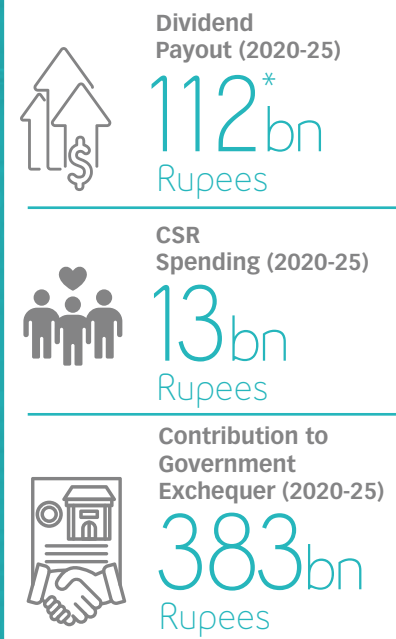 Dividend
Payout (2020-25)
112*bn
Rupees
$
CSR
Spending (2020-25)
13bn
Rupees
Contribution to
Government
Exchequer (2020-25)
383bn
Rupees